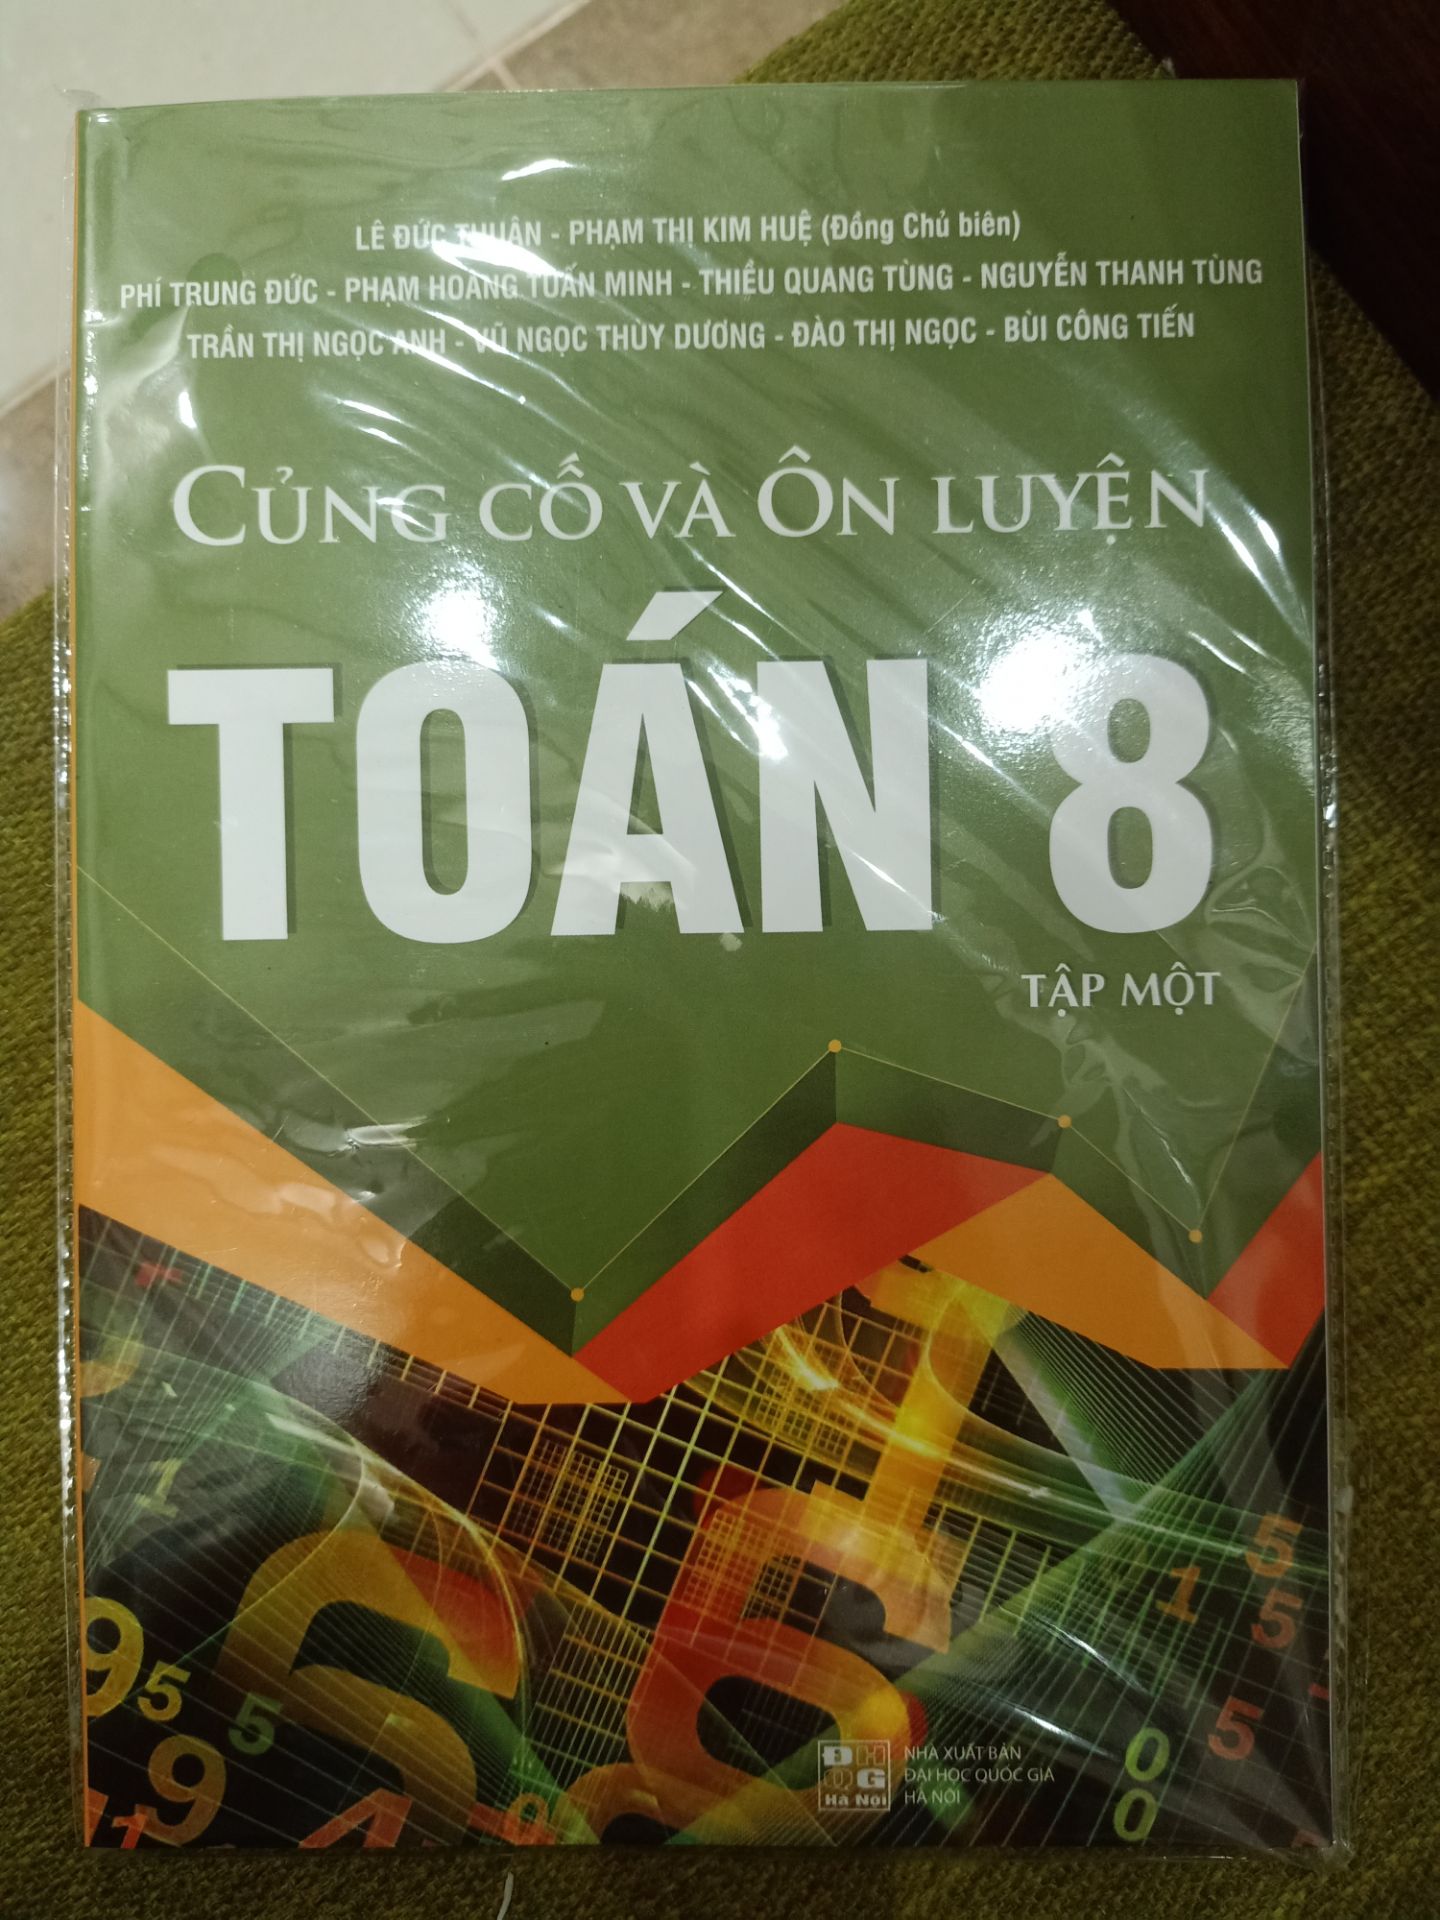 LÊ ĐỨC THUẬN - PHẠM THỊ KIM HUỆ (Đồng Chủ biên)
PHÍ TRUNG ĐỨC - PHẠM HOÀNG TUẤN MINH - THIỀU QUANG TÙNG - NGUYỄN THANH TÙNG
TRẦN THỊ NGỌC ANH - VŨ NGỌC THÙY DƯƠNG - ĐÀO THỊ NGỌC - BÙI CÔNG TIẾN
CỦNG CỐ VÀ ÔN LUYỆN
TOÁN 8
TẬP MỘT
ĐHQG
Hà Nội
NHÀ XUẤT BẢN
ĐẠI HỌC QUỐC GIA
HÀ NỘI